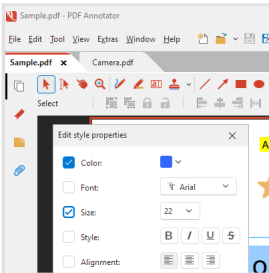 Sample.pdf - PDF Annotator
File Edit Tool View Extras Window Help
Sample.pdf × Camera.pdf
Select
Edit style properties
Color:
Font: Arial
Size: 22
Style: B I U S
Alignment:
A
O